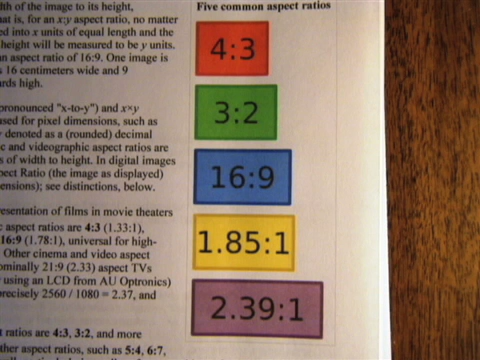 dth of the image to its height,
hat is, for an x:y aspect ratio, no matter
ed into x units of equal length and the
height will be measured to be y units.
an aspect ratio of 16:9. One image is
s 16 centimeters wide and 9
ards high.
pronounced "x-to-y") and x×y
used for pixel dimensions, such as
y denoted as a (rounded) decimal
ic and videographic aspect ratios are
s of width to height. In digital images
pect Ratio (the image as displayed)
ensions); see distinctions, below.
resentation of films in movie theaters
c aspect ratios are 4:3 (1.33:1),
16:9 (1.78:1), universal for high-
Other cinema and video aspect
ominally 21:9 (2.33) aspect TVs
using an LCD from AU Optronics)
precisely 2560 / 1080 = 2.37, and
t ratios are 4:3, 3:2, and more
ther aspect ratios, such as 5:4, 6:7,
Five common aspect ratios
4:3
3:2
16:9
1.85:1
2.39:1